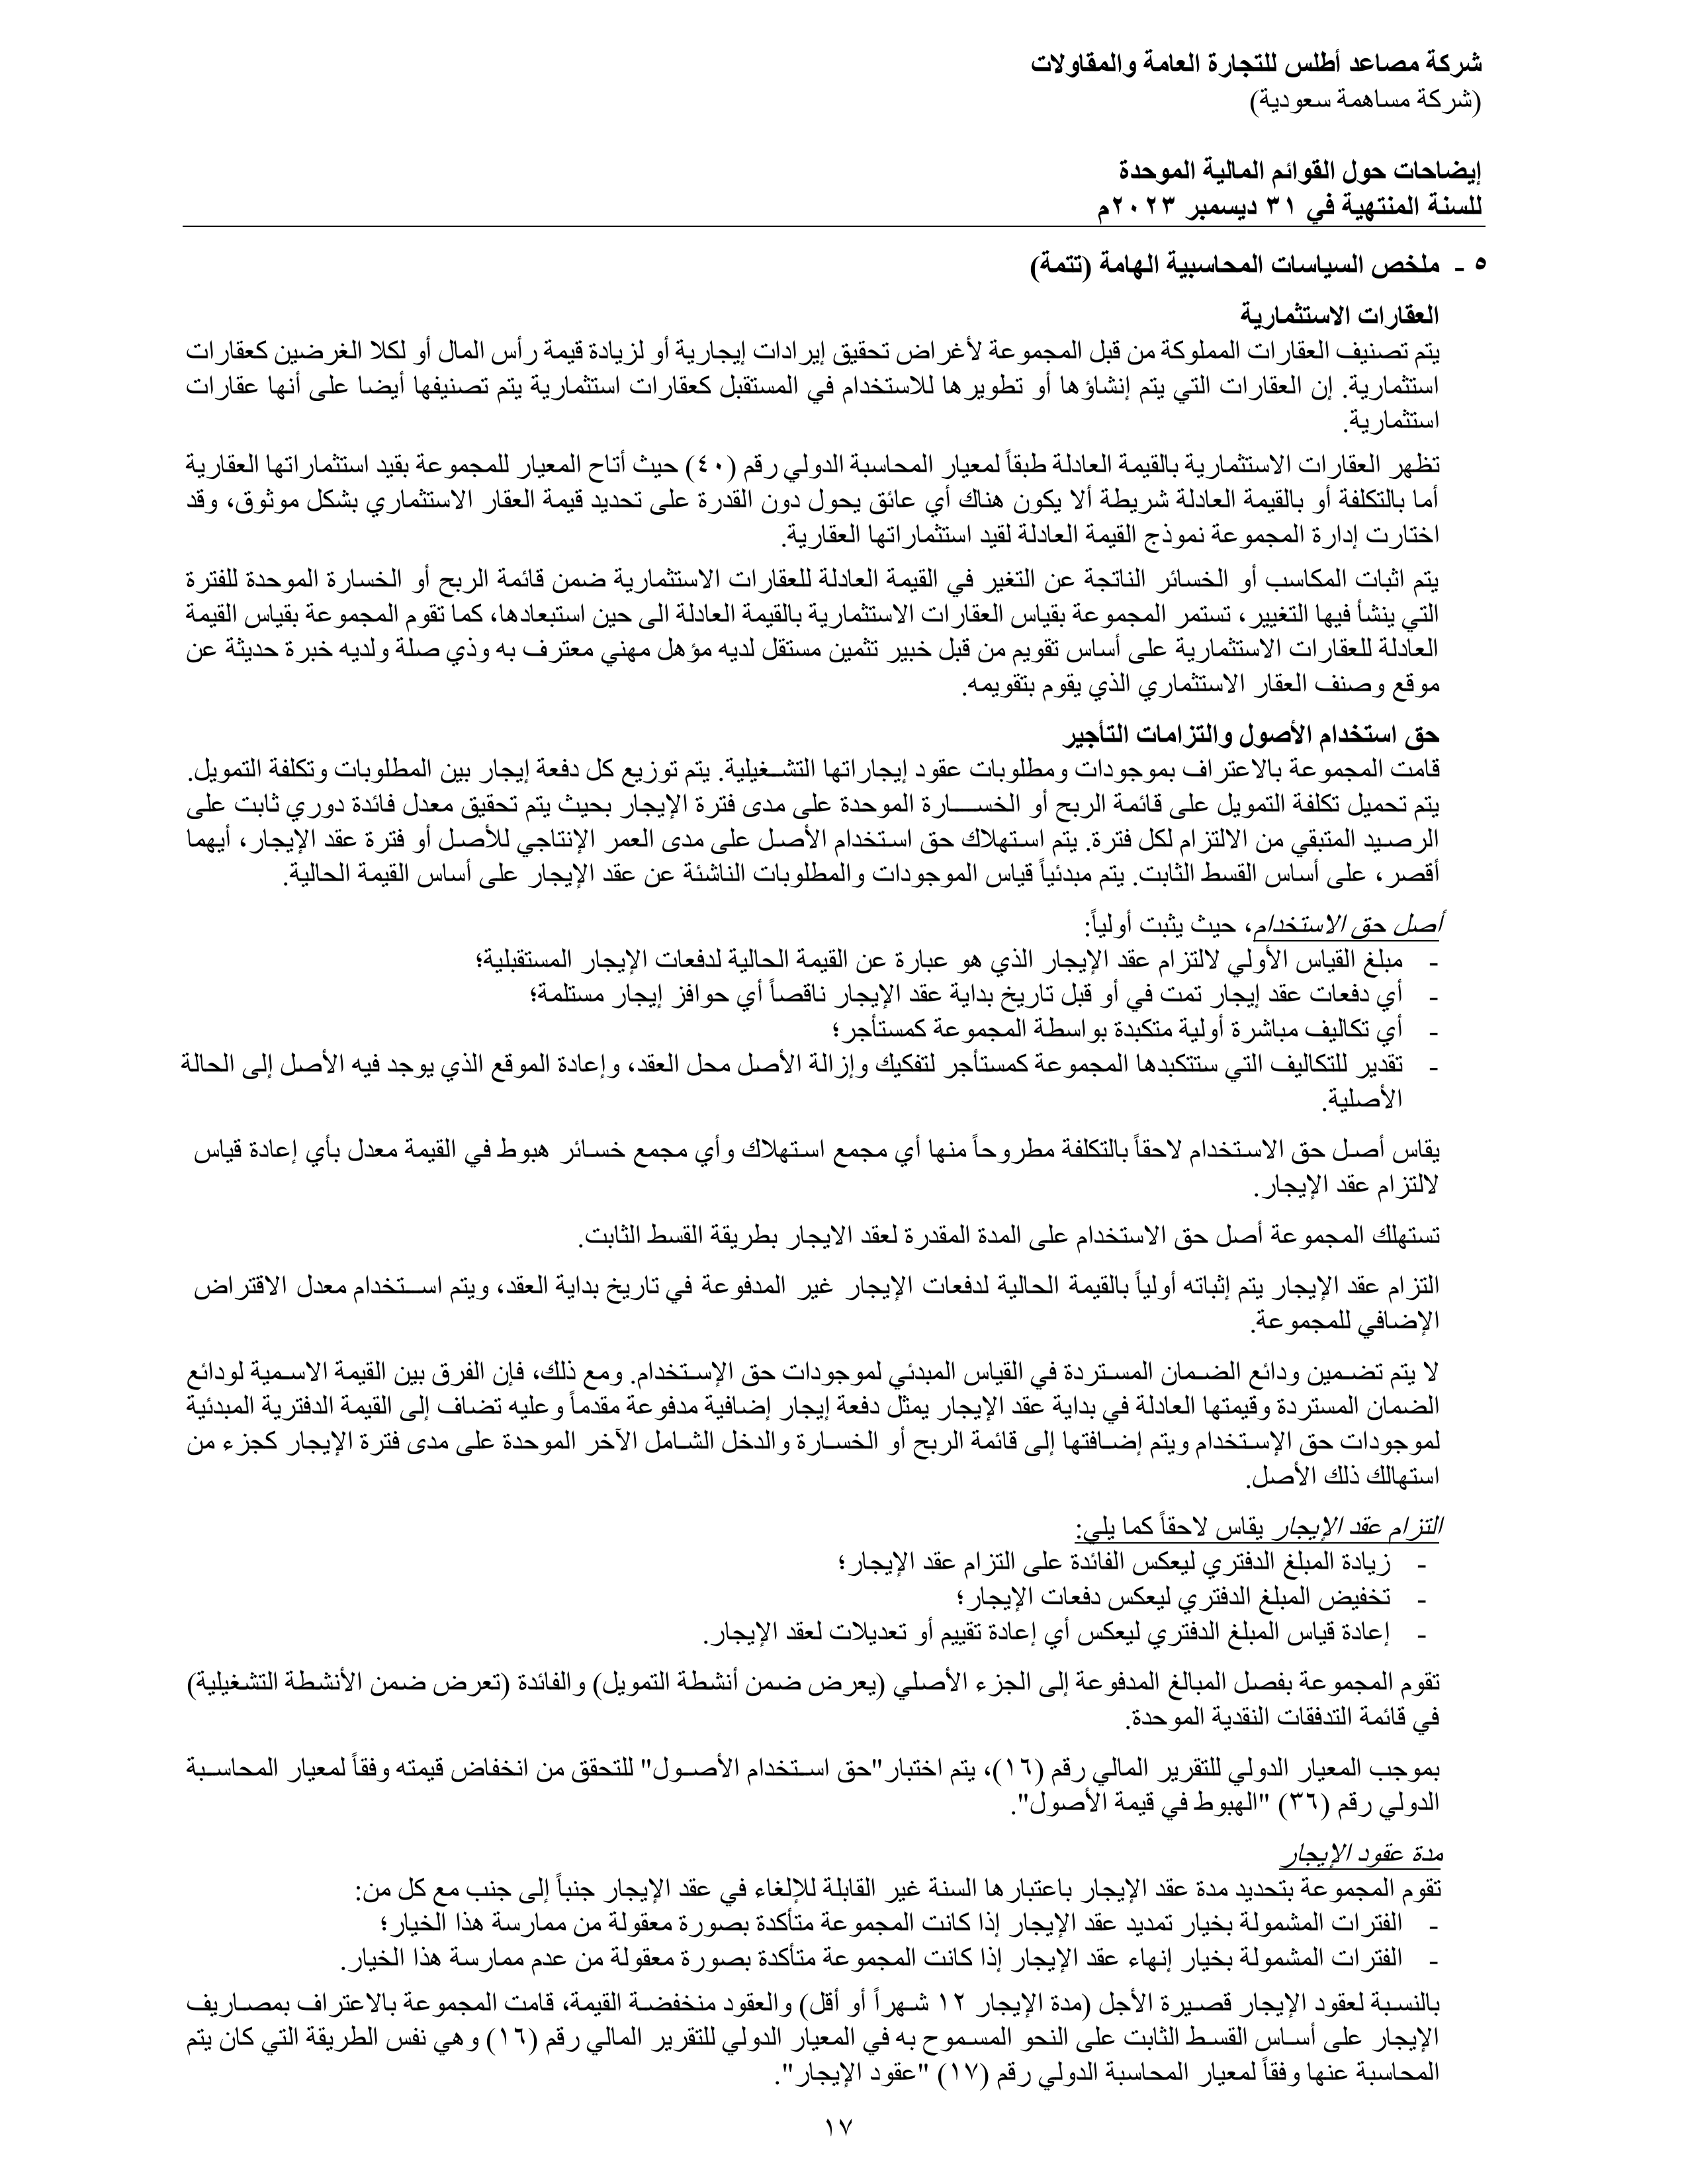 شركة مصاعد أطلس للتجارة العامة والمقاولات
(شركة مساهمة سعودية)
إيضاحات حول القوائم المالية الموحدة
للسنة المنتهية في ٣١ ديسمبر ٢٠٢٣م
٥ - ملخص السياسات المحاسبية الهامة (تتمة)
العقارات الاستثمارية
يتم تصنيف العقارات المملوكة من قبل المجموعة لأغراض تحقيق إيرادات إيجارية أو لزيادة قيمة رأس المال أو لكلا الغرضين كعقارات
استثمارية. إن العقارات التي يتم إنشاؤها أو تطويرها للاستخدام في المستقبل كعقارات استثمارية يتم تصنيفها أيضا على أنها عقارات
استثمارية.
تظهر العقارات الاستثمارية بالقيمة العادلة طبقاً لمعيار المحاسبة الدولي رقم (٤٠) حيث أتاح المعيار للمجموعة بقيد استثماراتها العقارية
أما بالتكلفة أو بالقيمة العادلة شريطة ألا يكون هناك أي عائق يحول دون القدرة على تحديد قيمة العقار الاستثماري بشكل موثوق، وقد
اختارت إدارة المجموعة نموذج القيمة العادلة لقيد استثماراتها العقارية.
يتم اثبات المكاسب أو الخسائر الناتجة عن التغير في القيمة العادلة للعقارات الاستثمارية ضمن قائمة الربح أو الخسارة الموحدة للفترة
التي ينشأ فيها التغيير، تستمر المجموعة بقياس العقارات الاستثمارية بالقيمة العادلة الى حين استبعادها، كما تقوم المجموعة بقياس القيمة
العادلة للعقارات الاستثمارية على أساس تقويم من قبل خبير تثمين مستقل لديه مؤهل مهني معترف به وذي صلة ولديه خبرة حديثة عن
موقع وصنف العقار الاستثماري الذي يقوم بتقويمه.
حق استخدام الأصول والتزامات التأجير
قامت المجموعة بالاعتراف بموجودات ومطلوبات عقود إيجاراتها التشغيلية. يتم توزيع كل دفعة إيجار بين المطلوبات وتكلفة التمويل.
يتم تحميل تكلفة التمويل على قائمة الربح أو الخسارة الموحدة على مدى فترة الإيجار بحيث يتم تحقيق معدل فائدة دوري ثابت على
الرصيد المتبقي من الالتزام لكل فترة. يتم استهلاك حق استخدام الأصل على مدى العمر الإنتاجي للأصل أو فترة عقد الإيجار، أيهما
أقصر، على أساس القسط الثابت. يتم مبدئياً قياس الموجودات والمطلوبات الناشئة عن عقد الإيجار على أساس القيمة الحالية.
أصل حق الاستخدام، حيث يثبت أولياً:
- مبلغ القياس الأولي لالتزام عقد الإيجار الذي هو عبارة عن القيمة الحالية لدفعات الإيجار المستقبلية؛
- أي دفعات عقد إيجار تمت في أو قبل تاريخ بداية عقد الإيجار ناقصاً أي حوافز إيجار مستلمة؛
- أي تكاليف مباشرة أولية متكبدة بواسطة المجموعة كمستأجر؛
- تقدير للتكاليف التي ستتكبدها المجموعة كمستأجر لتفكيك وإزالة الأصل محل العقد، وإعادة الموقع الذي يوجد فيه الأصل إلى الحالة
الأصلية.
يقاس أصل حق الاستخدام لاحقاً بالتكلفة مطروحاً منها أي مجمع استهلاك وأي مجمع خسائر هبوط في القيمة معدل بأي إعادة قياس
لالتزام عقد الإيجار.
تستهلك المجموعة أصل حق الاستخدام على المدة المقدرة لعقد الايجار بطريقة القسط الثابت.
التزام عقد الإيجار يتم إثباته أولياً بالقيمة الحالية لدفعات الإيجار غير المدفوعة في تاريخ بداية العقد، ويتم استخدام معدل الاقتراض
الإضافي للمجموعة.
لا يتم تضمين ودائع الضمان المستردة في القياس المبدئي لموجودات حق الإستخدام. ومع ذلك، فإن الفرق بين القيمة الاسمية لودائع
الضمان المستردة وقيمتها العادلة في بداية عقد الإيجار يمثل دفعة إيجار إضافية مدفوعة مقدماً وعليه تضاف إلى القيمة الدفترية المبدئية
لموجودات حق الإستخدام ويتم إضافتها إلى قائمة الربح أو الخسارة والدخل الشامل الآخر الموحدة على مدى فترة الإيجار كجزء من
استهالك ذلك الأصل.
التزام عقد الإيجار يقاس لاحقاً كما يلي:
- زيادة المبلغ الدفتري ليعكس الفائدة على التزام عقد الإيجار؛
- تخفيض المبلغ الدفتري ليعكس دفعات الإيجار؛
- إعادة قياس المبلغ الدفتري ليعكس أي إعادة تقييم أو تعديلات لعقد الإيجار.
تقوم المجموعة بفصل المبالغ المدفوعة إلى الجزء الأصلي (يعرض ضمن أنشطة التمويل) والفائدة (تعرض ضمن الأنشطة التشغيلية)
في قائمة التدفقات النقدية الموحدة.
بموجب المعيار الدولي للتقرير المالي رقم (١٦)، يتم اختبار"حق استخدام الأصول" للتحقق من انخفاض قيمته وفقاً لمعيار المحاسبة
الدولي رقم (٣٦) "الهبوط في قيمة الأصول".
مدة عقود الإيجار
تقوم المجموعة بتحديد مدة عقد الإيجار باعتبارها السنة غير القابلة للإلغاء في عقد الإيجار جنباً إلى جنب مع كل من:
- الفترات المشمولة بخيار تمديد عقد الإيجار إذا كانت المجموعة متأكدة بصورة معقولة من ممارسة هذا الخيار؛
- الفترات المشمولة بخيار إنهاء عقد الإيجار إذا كانت المجموعة متأكدة بصورة معقولة من عدم ممارسة هذا الخيار.
بالنسبة لعقود الإيجار قصيرة الأجل (مدة الإيجار ١٢ شهراً أو أقل) والعقود منخفضة القيمة، قامت المجموعة بالاعتراف بمصاريف
الإيجار على أساس القسط الثابت على النحو المسموح به في المعيار الدولي للتقرير المالي رقم (١٦) وهي نفس الطريقة التي كان يتم
المحاسبة عنها وفقاً لمعيار المحاسبة الدولي رقم (١٧) "عقود الإيجار".
١٧